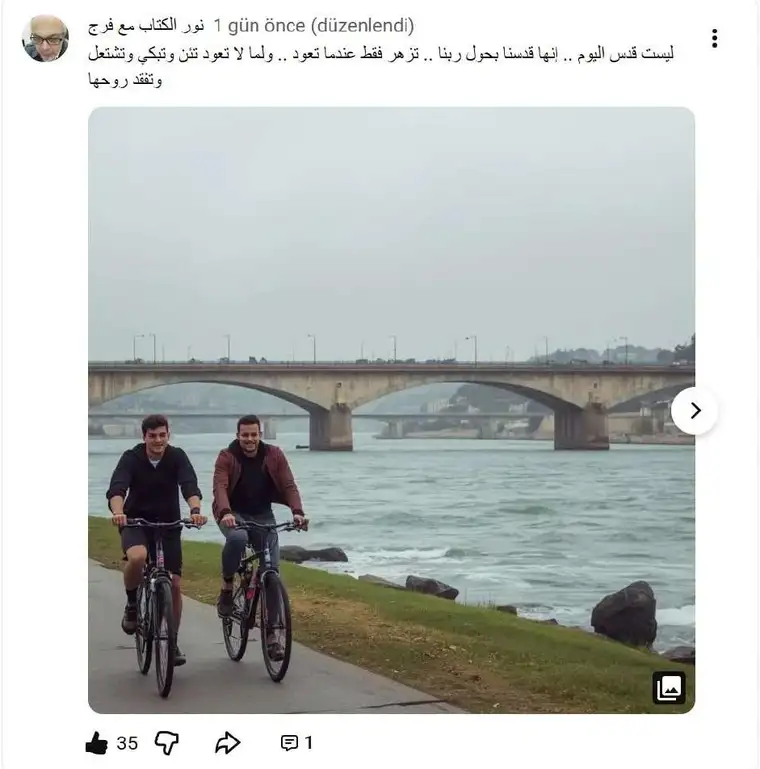 نور الكتاب مع فرج 1 gün önce (düzenlendi)
ليست قدس اليوم .. إنها قدسنا بحول ربنا .. تزهر فقط عندما تعود .. ولما لا تعود تئن وتبكي وتشتعل
وتفقد روحها
35 1